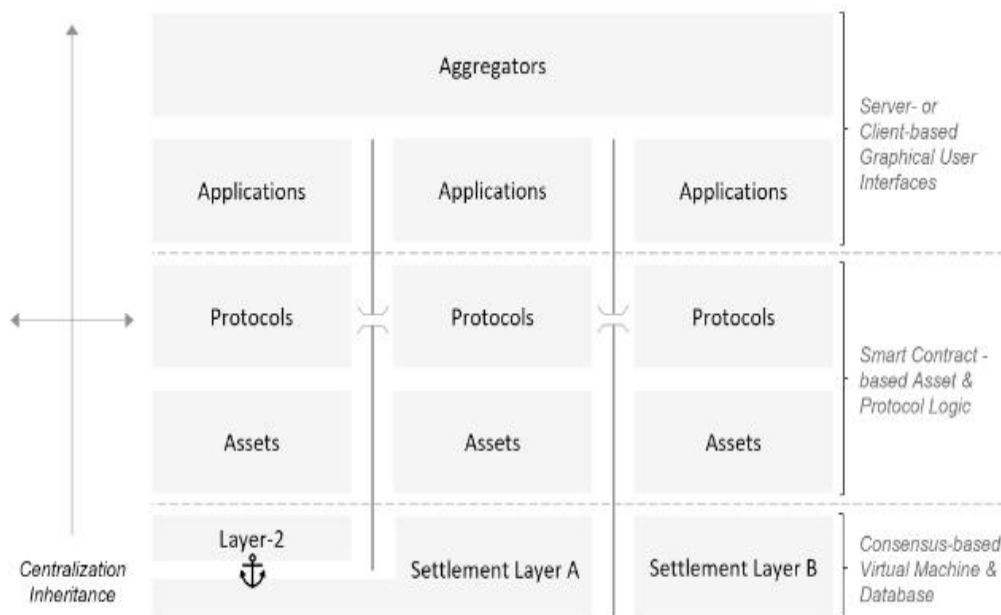 Aggregators
Server- or
Client-based
Graphical User
Interfaces
Applications
Applications
Applications
Protocols
Protocols
Protocols
Smart Contract -
based Asset &
Protocol Logic
Assets
Assets
Assets
Layer-2
Settlement Layer A
Settlement Layer B
Consensus-based
Virtual Machine &
Database
Centralization
Inheritance